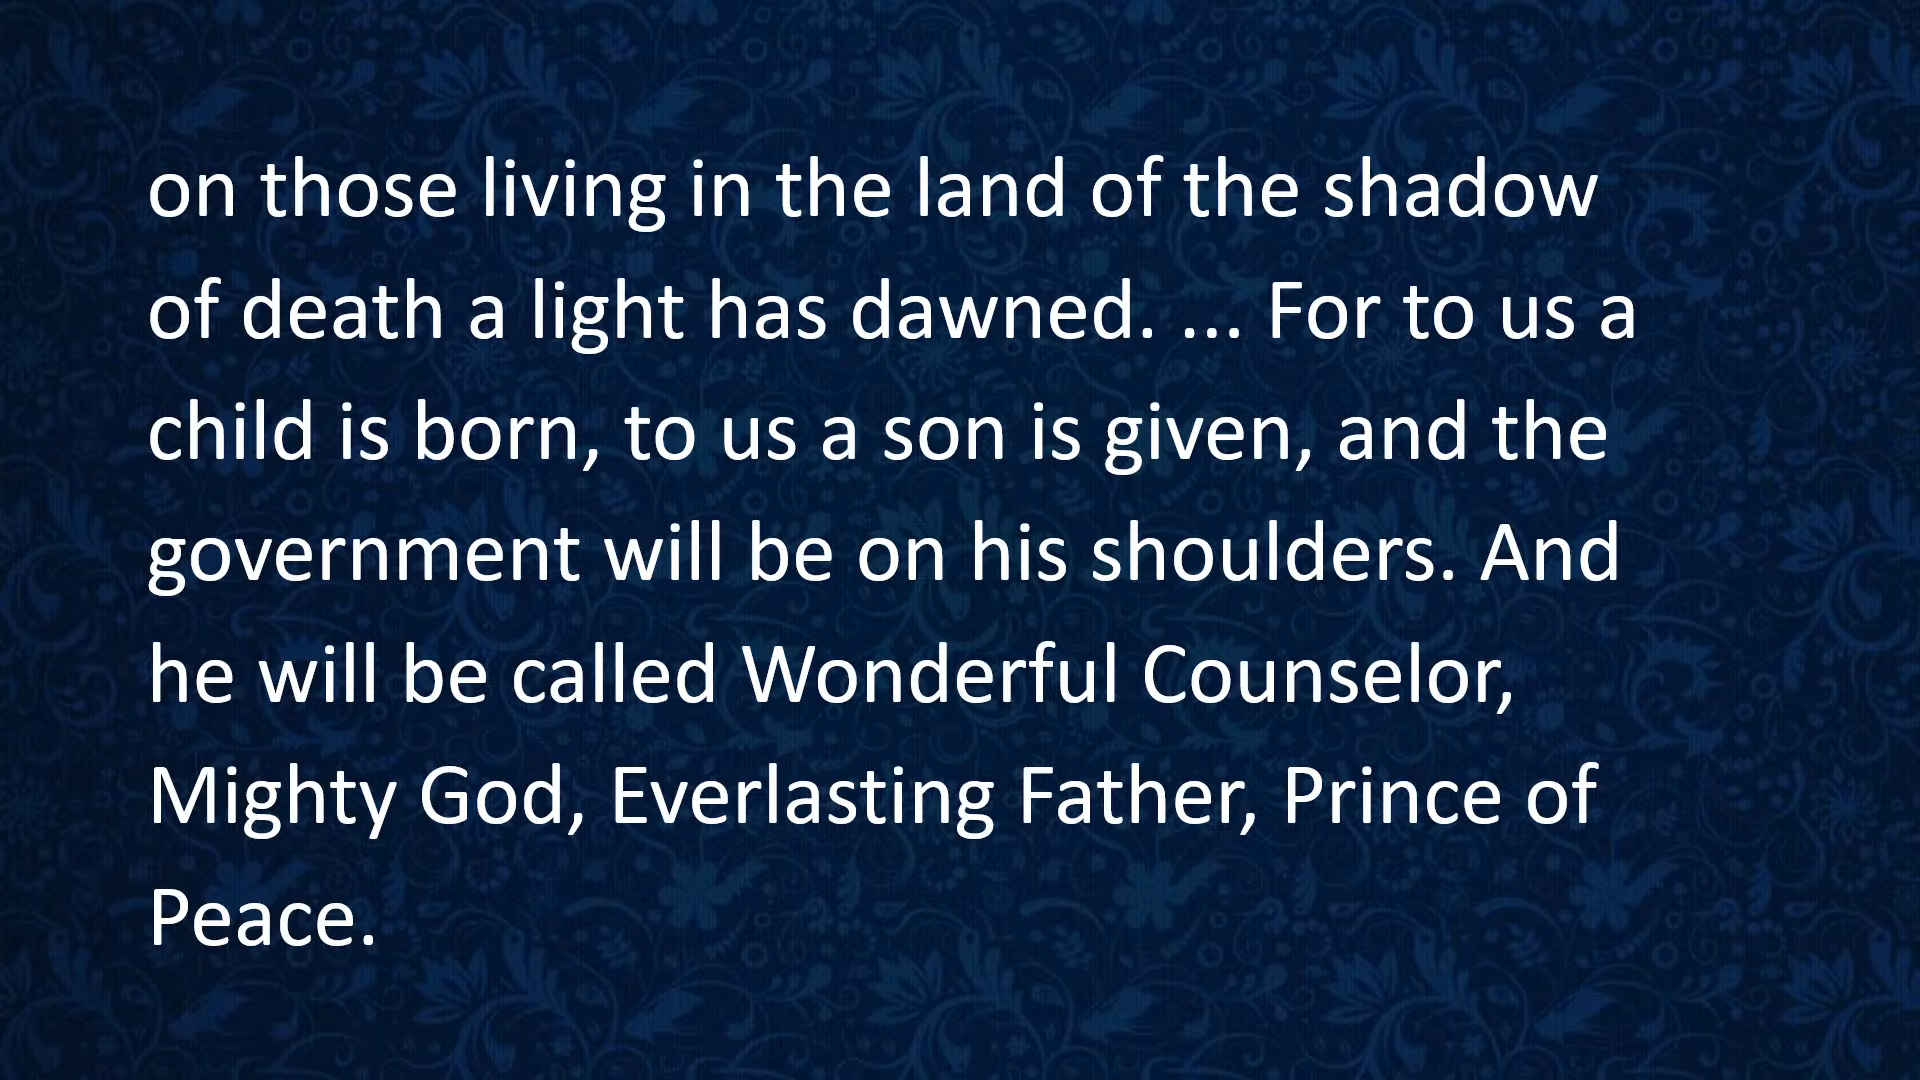 on those living in the land of the shadow
of death a light has dawned. ... For to us a
child is born, to us a son is given, and the
government will be on his shoulders. And
he will be called Wonderful Counselor,
Mighty God, Everlasting Father, Prince of
Peace.